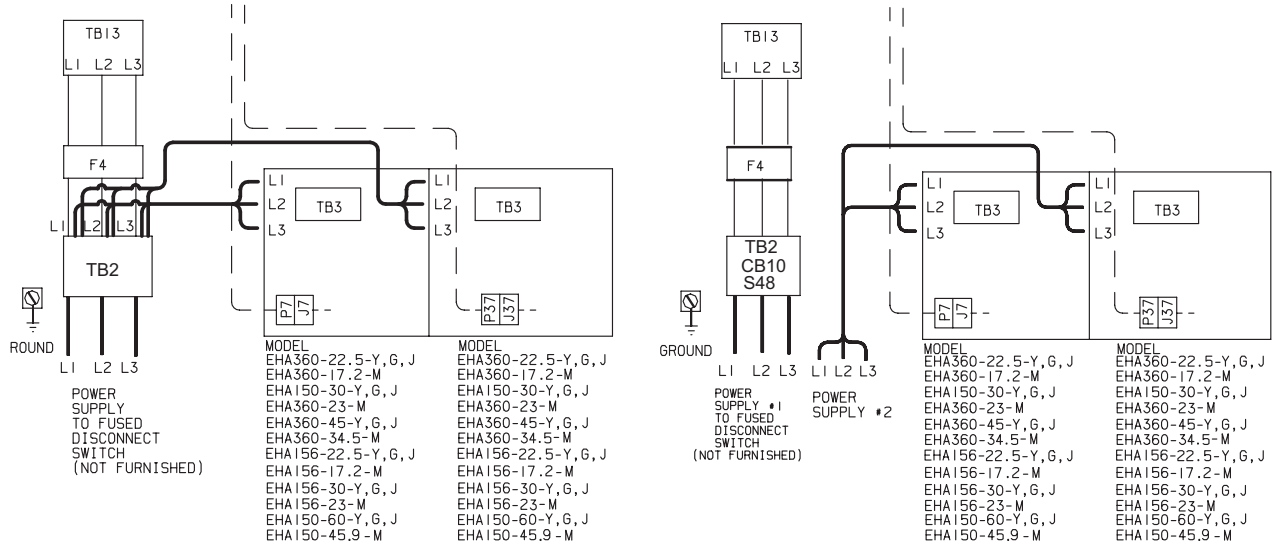 TB13
L1 L2 L3
F4
L1 L2 L3
TB2
ROUND
L1 L2 L3
POWER
SUPPLY
TO FUSED
DISCONNECT
SWITCH
(NOT FURNISHED)
L1
L2
L3
TB3
P7
J7
MODEL
EHA360-22.5-Y,G,J
EHA360-17.2-M
EHA150-30-Y,G,J
EHA360-23-M
EHA360-45-Y,G,J
EHA360-34.5-M
EHA156-22.5-Y,G,J
EHA156-17.2-M
EHA156-30-Y,G,J
EHA156-23-M
EHA150-60-Y,G,J
EHA150-45.9-M
L1
L2
L3
TB3
P37
J37
MODEL
EHA360-22.5-Y,G,J
EHA360-17.2-M
EHA150-30-Y,G,J
EHA360-23-M
EHA360-45-Y,G,J
EHA360-34.5-M
EHA156-22.5-Y,G,J
EHA156-17.2-M
EHA156-30-Y,G,J
EHA156-23-M
EHA150-60-Y,G,J
EHA150-45.9-M
TB13
L1 L2 L3
F4
TB2
CB10
S48
GROUND
L1 L2 L3
POWER
SUPPLY #1
TO FUSED
DISCONNECT
SWITCH
(NOT FURNISHED)
L1 L2 L3
POWER
SUPPLY #2
L1
L2
L3
TB3
P7
J7
MODEL
EHA360-22.5-Y,G,J
EHA360-17.2-M
EHA150-30-Y,G,J
EHA360-23-M
EHA360-45-Y,G,J
EHA360-34.5-M
EHA156-22.5-Y,G,J
EHA156-17.2-M
EHA156-30-Y,G,J
EHA156-23-M
EHA150-60-Y,G,J
EHA150-45.9-M
L1
L2
L3
TB3
P37
J37
MODEL
EHA360-22.5-Y,G,J
EHA360-17.2-M
EHA150-30-Y,G,J
EHA360-23-M
EHA360-45-Y,G,J
EHA360-34.5-M
EHA156-22.5-Y,G,J
EHA156-17.2-M
EHA156-30-Y,G,J
EHA156-23-M
EHA150-60-Y,G,J
EHA150-45.9-M